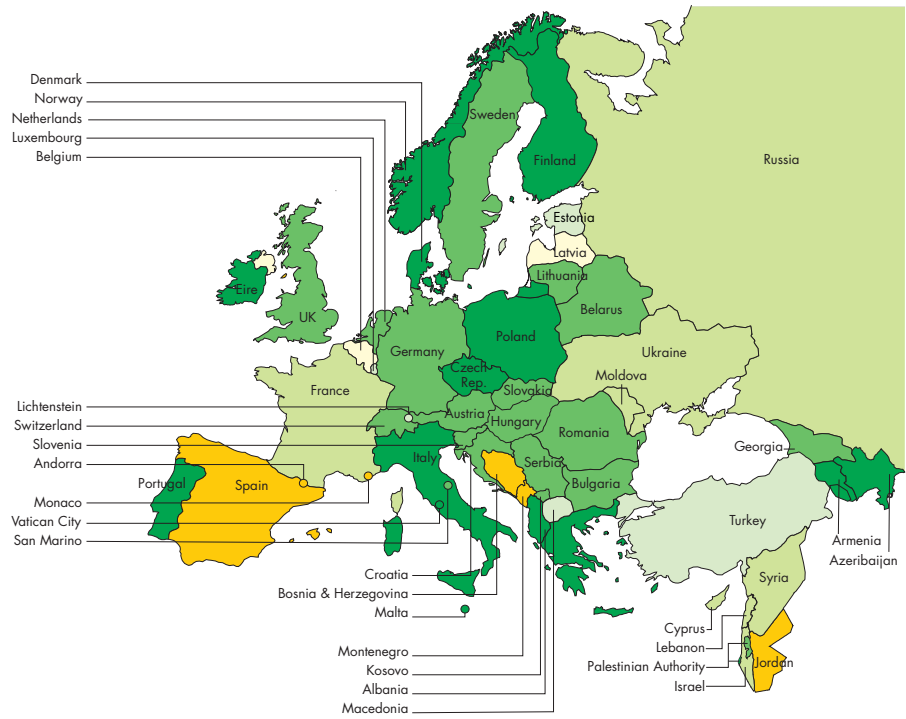 Denmark
Norway
Netherlands
Luxembourg
Belgium
Sweden
Finland
Russia
Estonia
Latvia
Lithuania
Belarus
Eire
UK
Poland
Germany
Czech
Rep.
Ukraine
France
Moldova
Slovakia
Lichtenstein
Austria
Switzerland
Hungary
Romania
Slovenia
Georgia
Andorra
Italy
Serbia
Portugal
Spain
Bulgaria
Monaco
Vatican City
Turkey
San Marino
Armenia
Azeribaijan
Croatia
Syria
Bosnia & Herzegovina
Malta
Cyprus
Montenegro
Lebanon
Kosovo
Palestinian Authority
Jordan
Albania
Israel
Macedonia